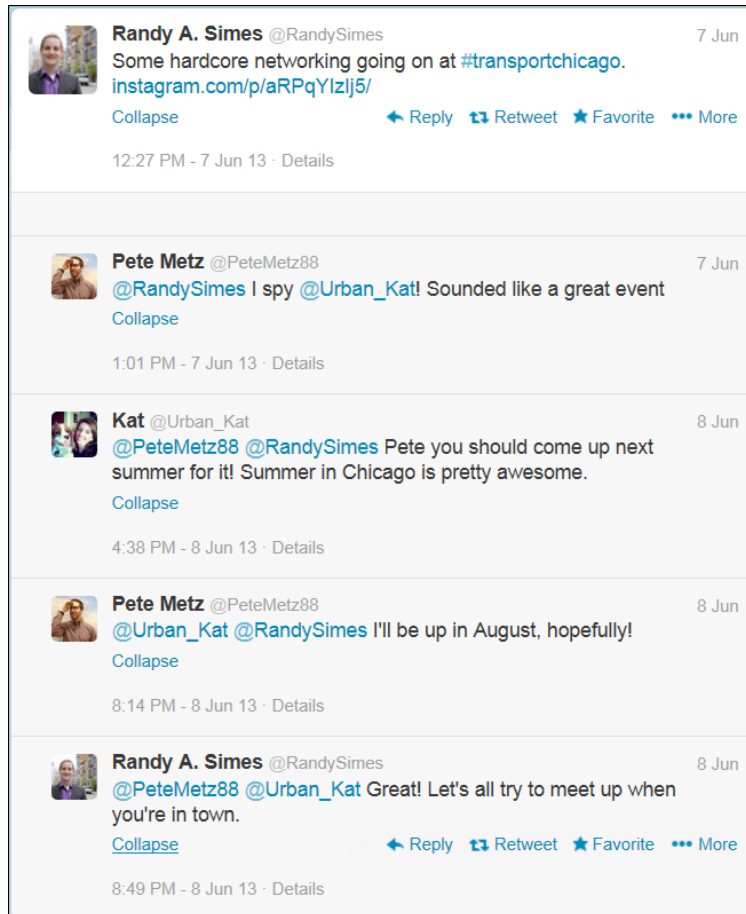 Randy A. Simes @RandySimes 7 Jun
Some hardcore networking going on at #transportchicago.
instagram.com/p/aRPqYIzIj5/
Collapse Reply Retweet Favorite More
12:27 PM - 7 Jun 13 · Details
Pete Metz @PeteMetz88 7 Jun
@RandySimes I spy @Urban_Kat! Sounded like a great event
Collapse
1:01 PM - 7 Jun 13 · Details
Kat @Urban_Kat 8 Jun
@PeteMetz88 @RandySimes Pete you should come up next
summer for it! Summer in Chicago is pretty awesome.
Collapse
4:38 PM - 8 Jun 13 · Details
Pete Metz @PeteMetz88 8 Jun
@Urban_Kat @RandySimes I'll be up in August, hopefully!
Collapse
8:14 PM - 8 Jun 13 · Details
Randy A. Simes @RandySimes 8 Jun
@PeteMetz88 @Urban_Kat Great! Let's all try to meet up when
you're in town.
Collapse Reply Retweet Favorite More
8:49 PM - 8 Jun 13 · Details